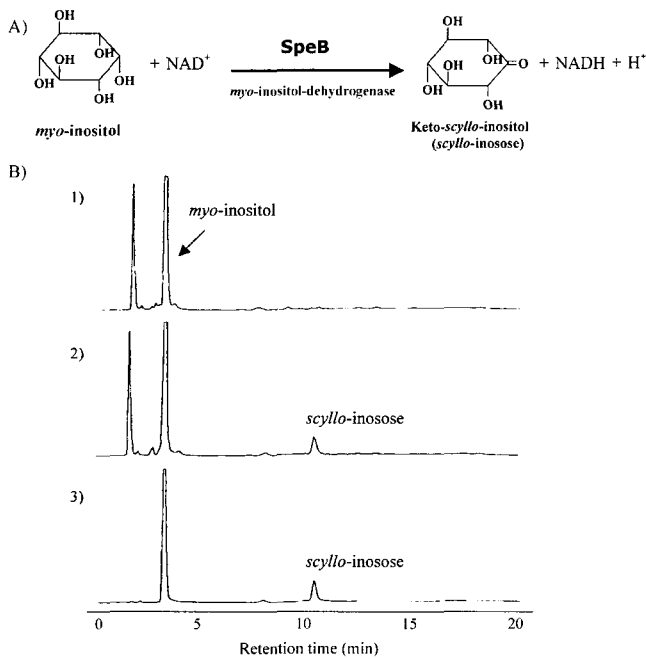 A)
OH
OH
OH
OH
OH
OH
+ NAD+
SpeB
myo-inositol-dehydrogenase
OH
OH
O
OH
OH
OH
+ NADH + H+
myo-inositol
Keto-scyllo-inositol
(scyllo-inosose)
B)
1)
myo-inositol
2)
scyllo-inosose
3)
scyllo-inosose
0 5 10 15 20
Retention time (min)